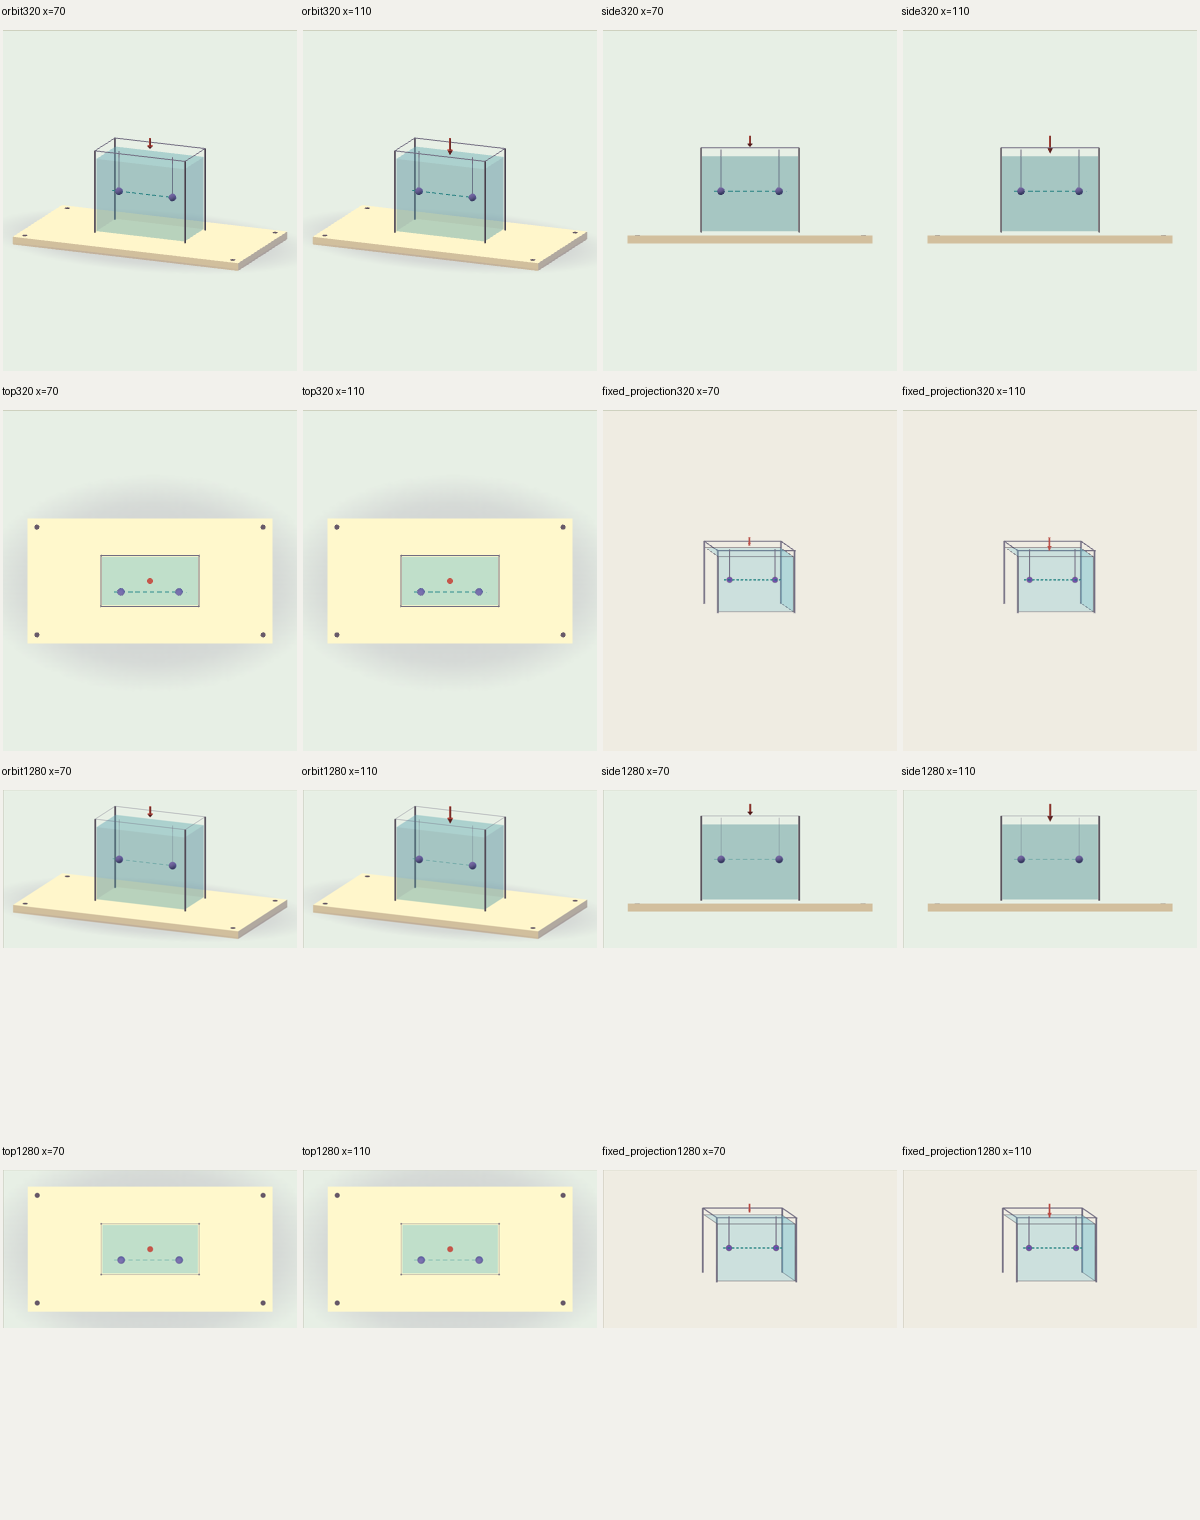 orbit320 x=70
orbit320 x=110
side320 x=70
side320 x=110
top320 x=70
top320 x=110
fixed_projection320 x=70
fixed_projection320 x=110
orbit1280 x=70
orbit1280 x=110
side1280 x=70
side1280 x=110
top1280 x=70
top1280 x=110
fixed_projection1280 x=70
fixed_projection1280 x=110